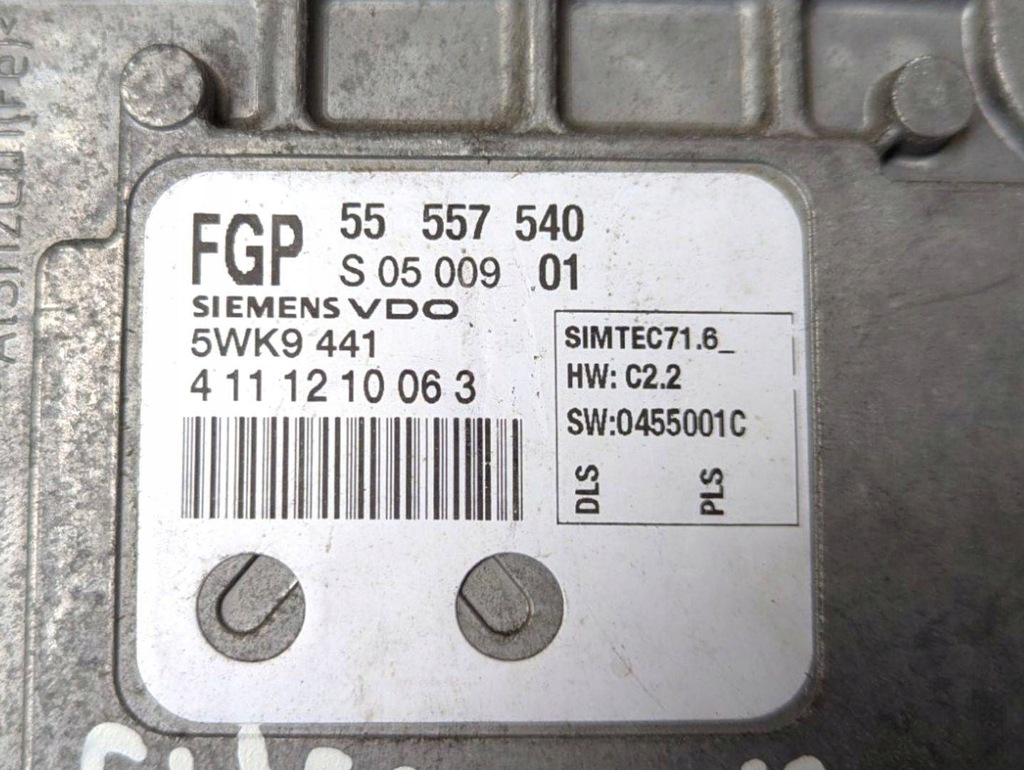 FGP 55 557 540
S 05 009 01
SIEMENS VDO
5WK9 441
4 11 12 10 06 3
SIMTEC71.6_
HW: C2.2
SW:0455001C
DLS PLS